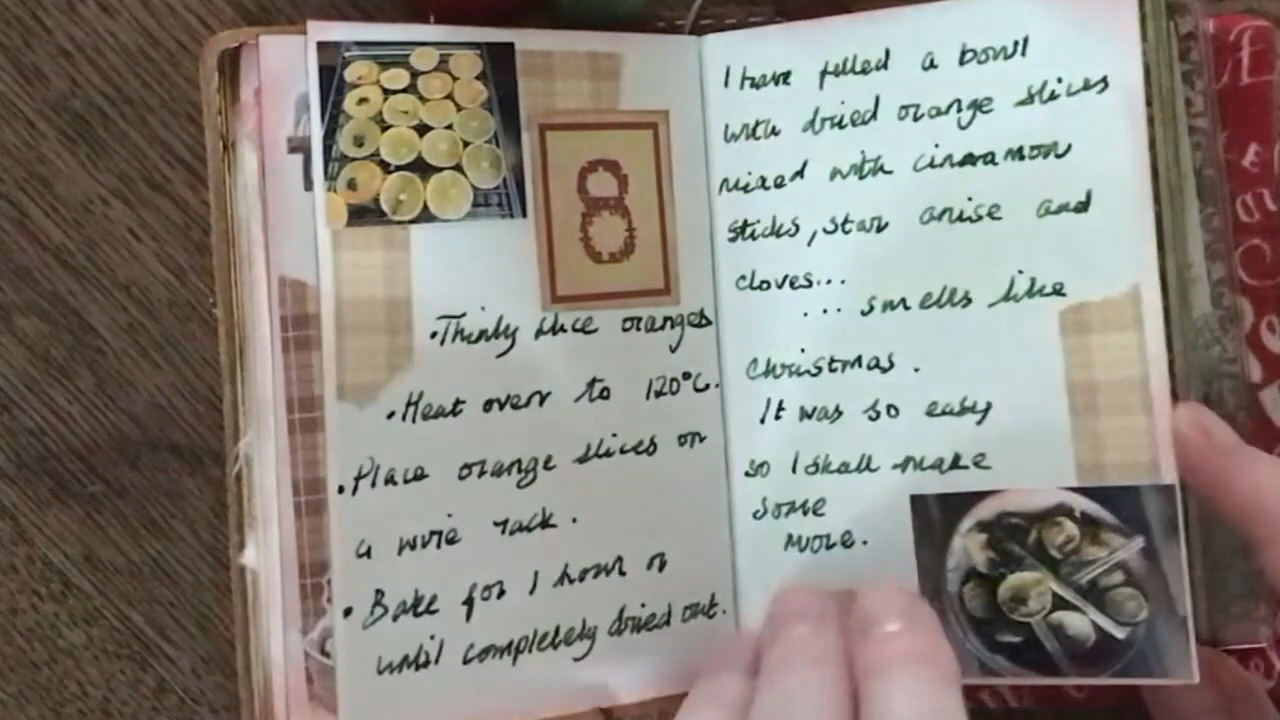 8
•Thinly slice oranges
•Heat oven to 120°C.
•Place orange slices on
a wire rack.
•Bake for 1 hour or
until completely dried out.
I have filled a bowl
with dried orange slices
mixed with cinnamon
sticks, star anise and
cloves...
... smells like
Christmas.
It was so easy
so I shall make
some
more.